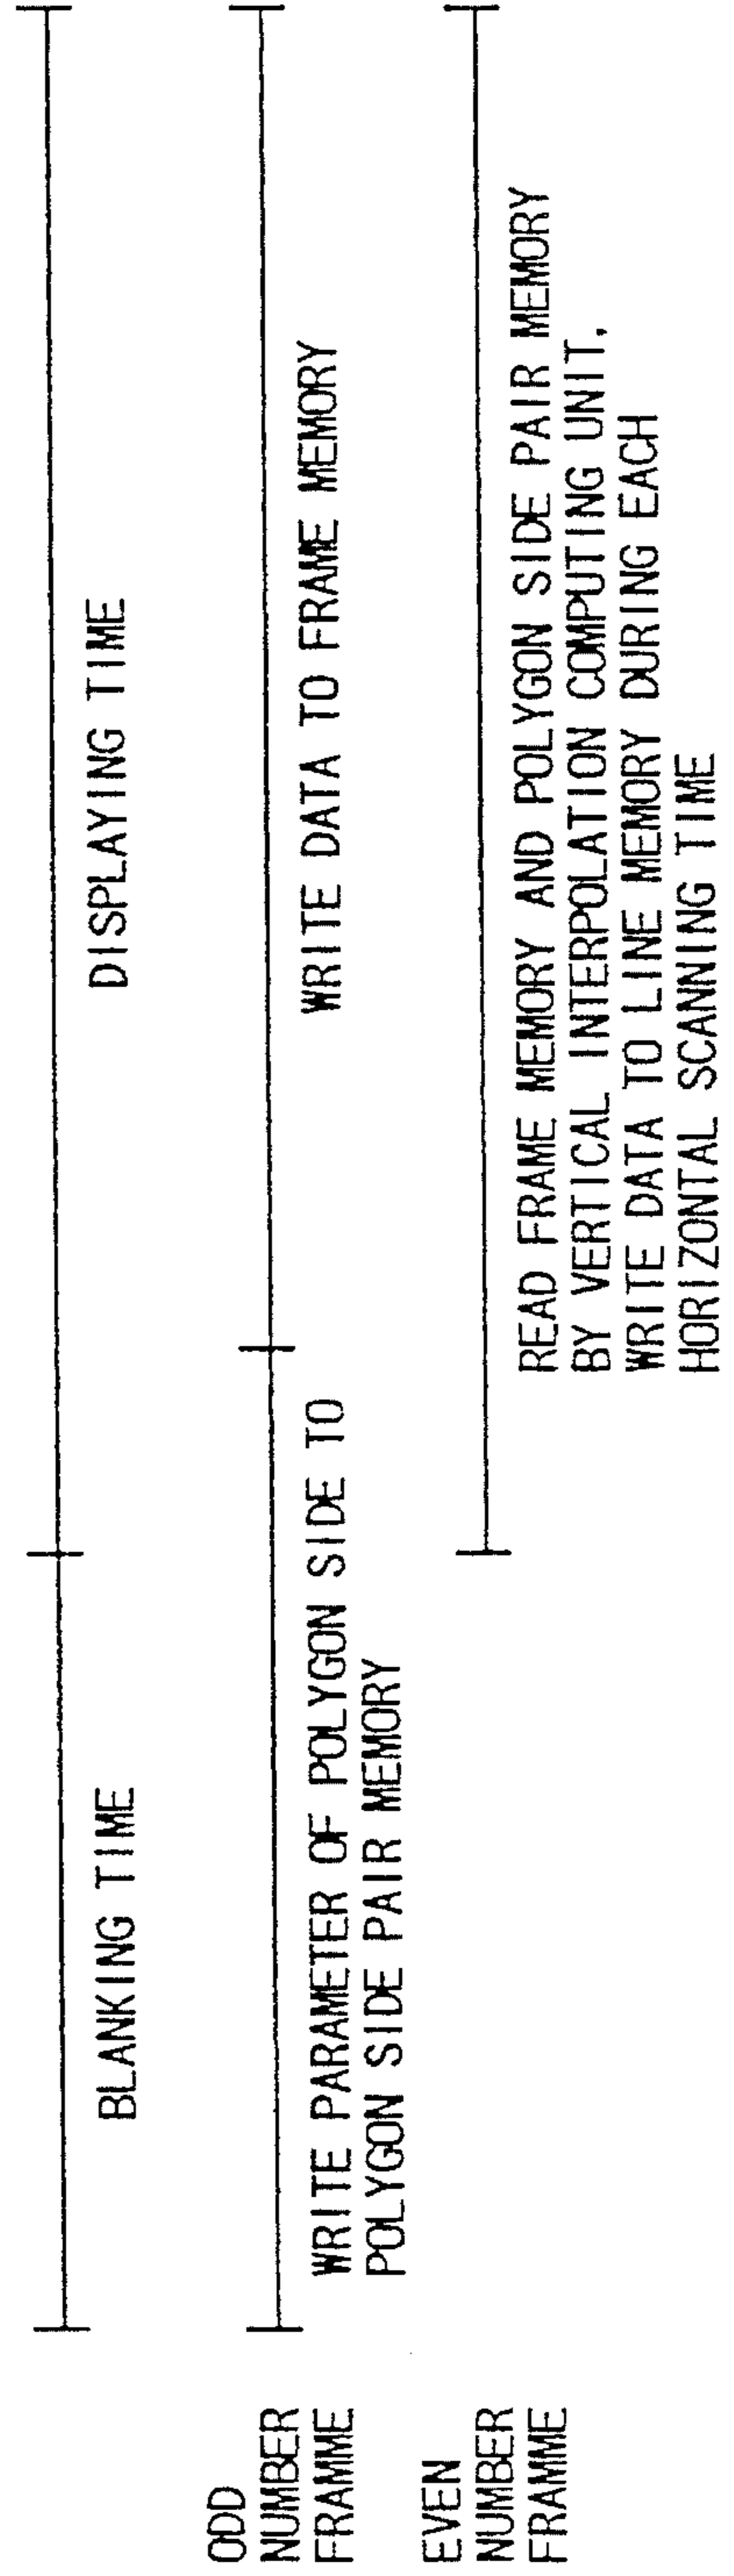 BLANKING TIME
DISPLAYING TIME
ODD
NUMBER
FRAMME
WRITE PARAMETER OF POLYGON SIDE TO
POLYGON SIDE PAIR MEMORY
WRITE DATA TO FRAME MEMORY
EVEN
NUMBER
FRAMME
READ FRAME MEMORY AND POLYGON SIDE PAIR MEMORY
BY VERTICAL INTERPOLATION COMPUTING UNIT,
WRITE DATA TO LINE MEMORY DURING EACH
HORIZONTAL SCANNING TIME